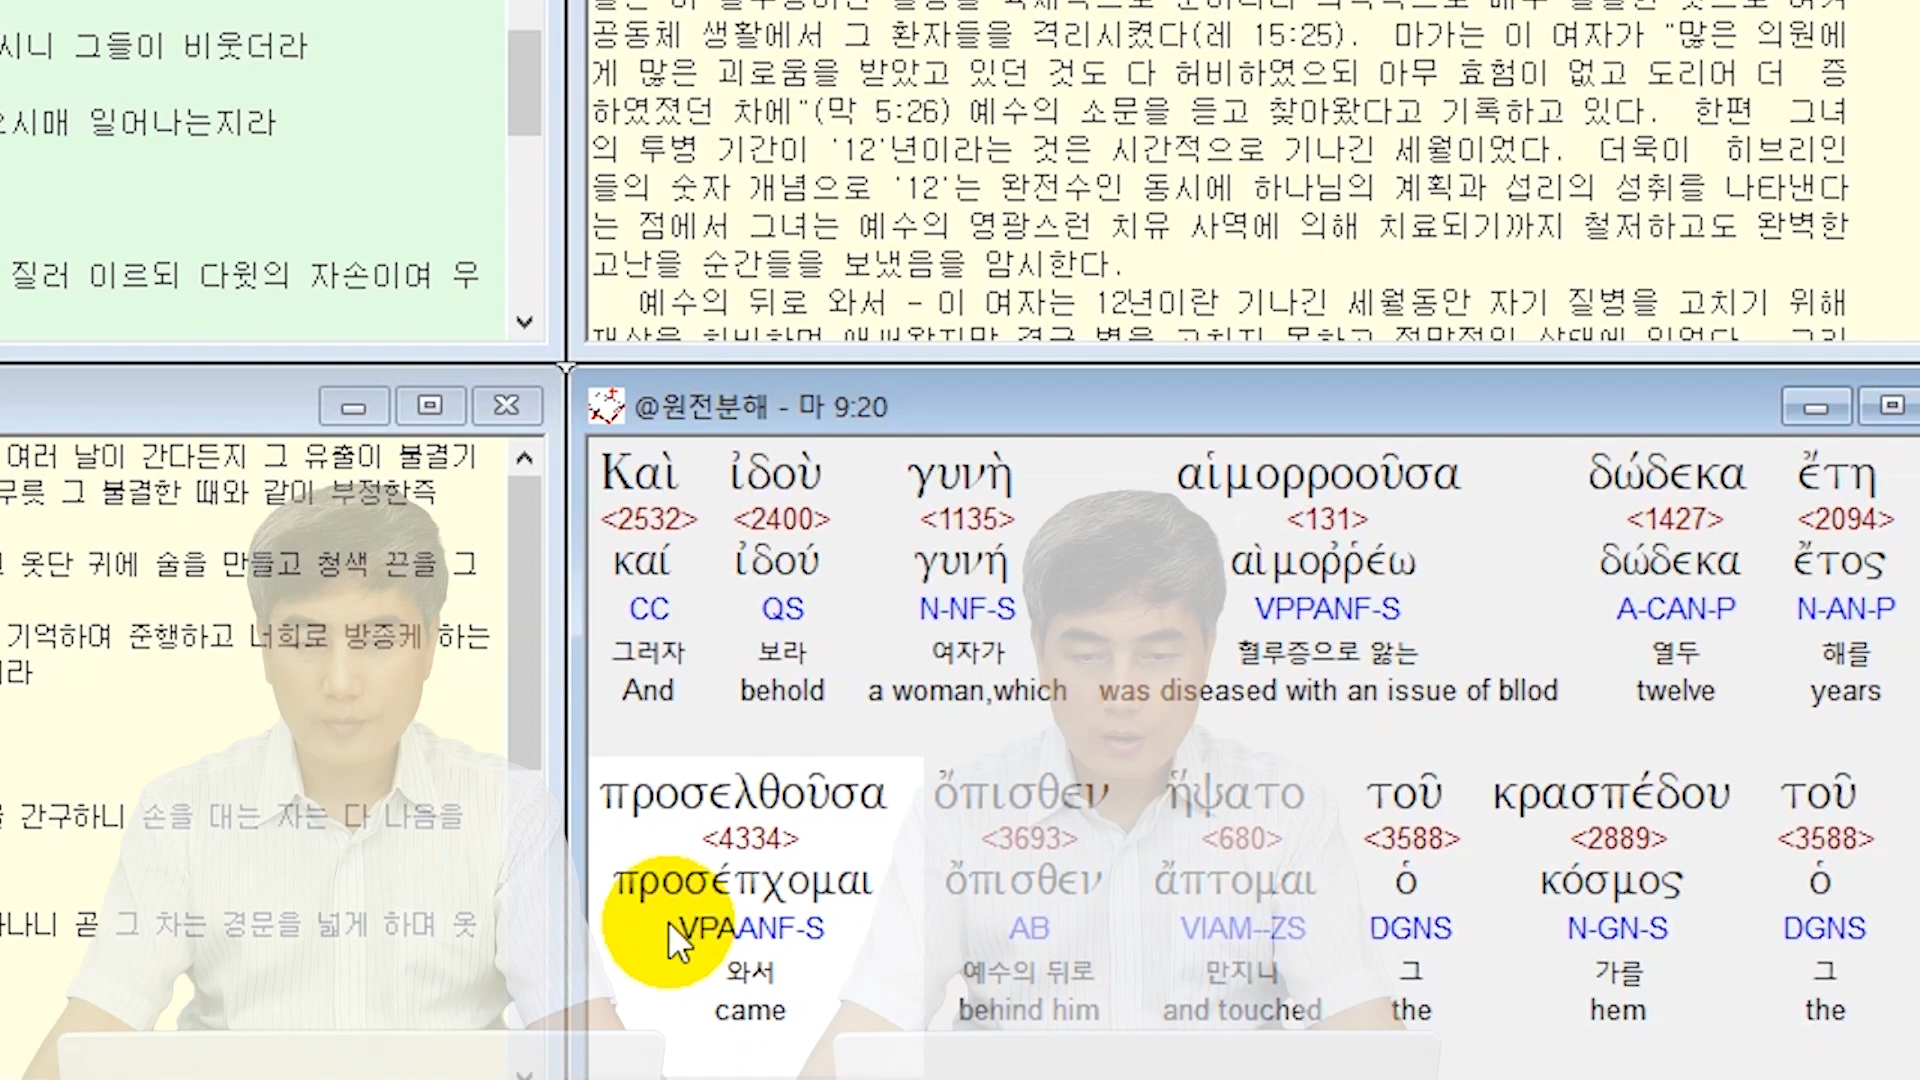 시니 그들이 비웃더라
시매 일어나는지라
질러 이르되 다윗의 자손이여 우
공동체 생활에서 그 환자들을 격리시켰다(레 15:25). 마가는 이 여자가 "많은 의원에
게 많은 괴로움을 받았고 있던 것도 다 허비하였으되 아무 효험이 없고 도리어 더 증
하였졌던 차에"(막 5:26) 예수의 소문을 듣고 찾아왔다고 기록하고 있다. 한편 그녀
의 투병 기간이 '12'년이라는 것은 시간적으로 기나긴 세월이었다. 더욱이 히브리인
들의 숫자 개념으로 '12'는 완전수인 동시에 하나님의 계획과 섭리의 성취를 나타낸다
는 점에서 그녀는 예수의 영광스런 치유 사역에 의해 치료되기까지 철저하고도 완벽한
고난을 순간들을 보냈음을 암시한다.
예수의 뒤로 와서 - 이 여자는 12년이란 기나긴 세월동안 자기 질병을 고치기 위해
여러 날이 간다든지 그 유출이 불결기
무릇 그 불결한 때와 같이 부정한즉
옷단 귀에 술을 만들고 청색 끈을 그
기억하여 준행하고 너희로 방종케 하는
라
간구하니 손을 대는 자는 다 나음을
나니 곧 그 차는 경문을 넓게 하며 옷
@원전분해 - 마 9:20
Καὶ ἰδοὺ γυνὴ αἱμορροοῦσα δώδεκα ἔτη
<2532> <2400> <1135> <131> <1427> <2094>
καί ἰδού γυνή αἱμοῤῥέω δώδεκα ἔτος
CC QS N-NF-S VPPANF-S A-CAN-P N-AN-P
그러자 보라 여자가 혈루증으로 앓는 열두 해를
And behold a woman,which was diseased with an issue of bllod twelve years
προσελθοῦσα ὄπισθεν ἥψατο τοῦ κρασπέδου τοῦ
<4334> <3693> <680> <3588> <2889> <3588>
προσέπχομαι ὄπισθεν ἅπτομαι ὁ κόσμος ὁ
VPAANF-S AB VIAM--ZS DGNS N-GN-S DGNS
와서 예수의 뒤로 만지니 그 가를 그
came behind him and touched the hem the